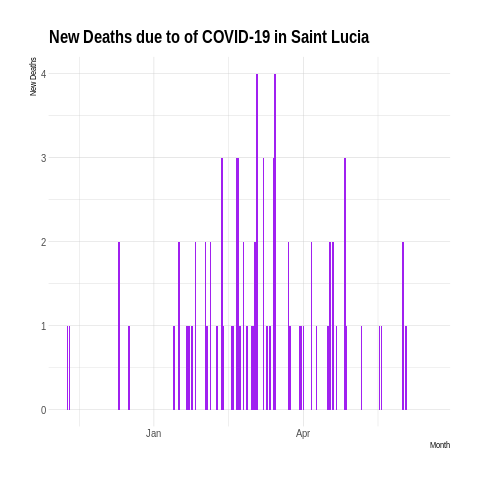 New Deaths due to of COVID-19 in Saint Lucia
New Deaths
4
3
2
1
0
Jan
Apr
Month